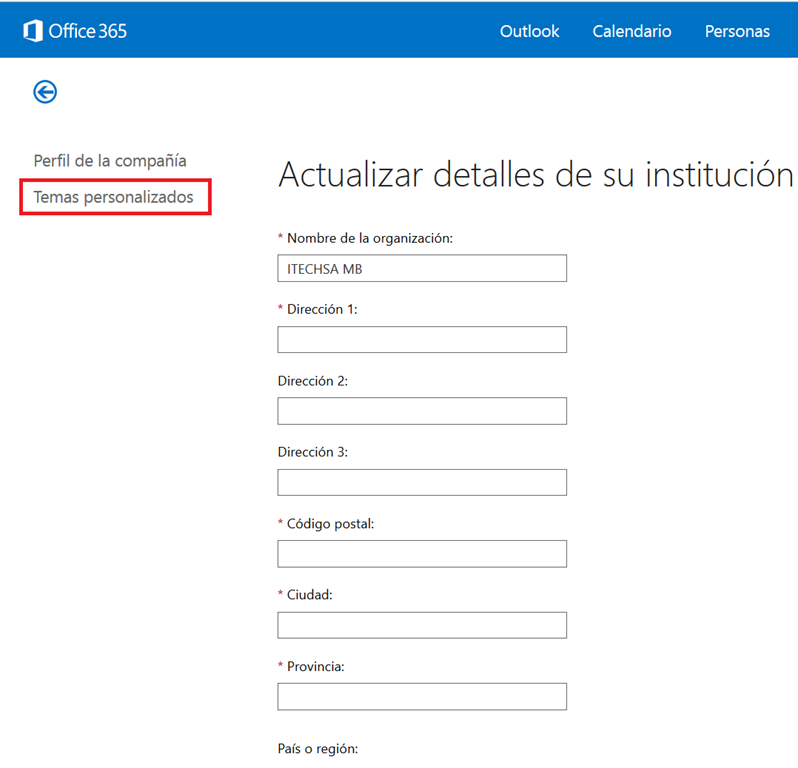 Office 365
Outlook
Calendario
Personas
Perfil de la compañía
Temas personalizados
Actualizar detalles de su institución
* Nombre de la organización:
ITECHSA MB
* Dirección 1:
Dirección 2:
Dirección 3:
* Código postal:
* Ciudad:
* Provincia:
País o región: